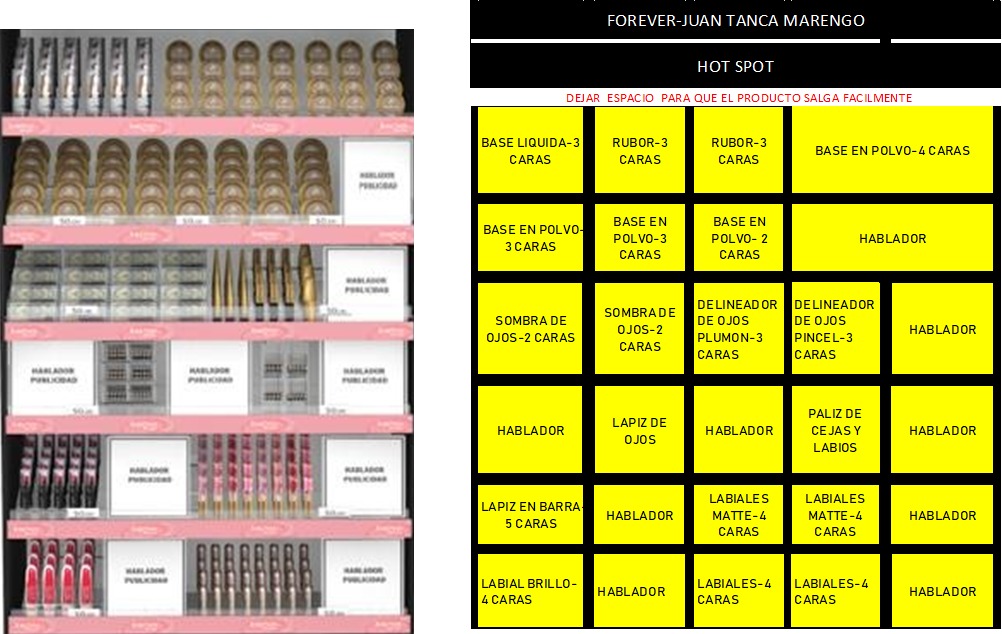 HABLADOR
PUBLICIDAD
HABLADOR
PUBLICIDAD
HABLADOR
PUBLICIDAD
HABLADOR
PUBLICIDAD
HABLADOR
PUBLICIDAD
HABLADOR
PUBLICIDAD
HABLADOR
PUBLICIDAD
HABLADOR
PUBLICIDAD
HABLADOR
PUBLICIDAD
FOREVER-JUAN TANCA MARENGO
HOT SPOT
DEJAR ESPACIO PARA QUE EL PRODUCTO SALGA FACILMENTE
BASE LIQUIDA-3
CARAS
RUBOR-3
CARAS
RUBOR-3
CARAS
BASE EN POLVO-4 CARAS
BASE EN POLVO-
3 CARAS
BASE EN
POLVO-3
CARAS
BASE EN
POLVO- 2
CARAS
HABLADOR
SOMBRA DE
OJOS-2 CARAS
SOMBRA DE
OJOS-2
CARAS
DELINEADOR
DE OJOS
PLUMON-3
CARAS
DELINEADOR
DE OJOS
PINCEL-3
CARAS
HABLADOR
HABLADOR
LAPIZ DE
OJOS
HABLADOR
PALIZ DE
CEJAS Y
LABIOS
HABLADOR
LAPIZ EN BARRA-
5 CARAS
HABLADOR
LABIALES
MATTE-4
CARAS
LABIALES
MATTE-4
CARAS
HABLADOR
LABIAL BRILLO-
4 CARAS
HABLADOR
LABIALES-4
CARAS
LABIALES-4
CARAS
HABLADOR